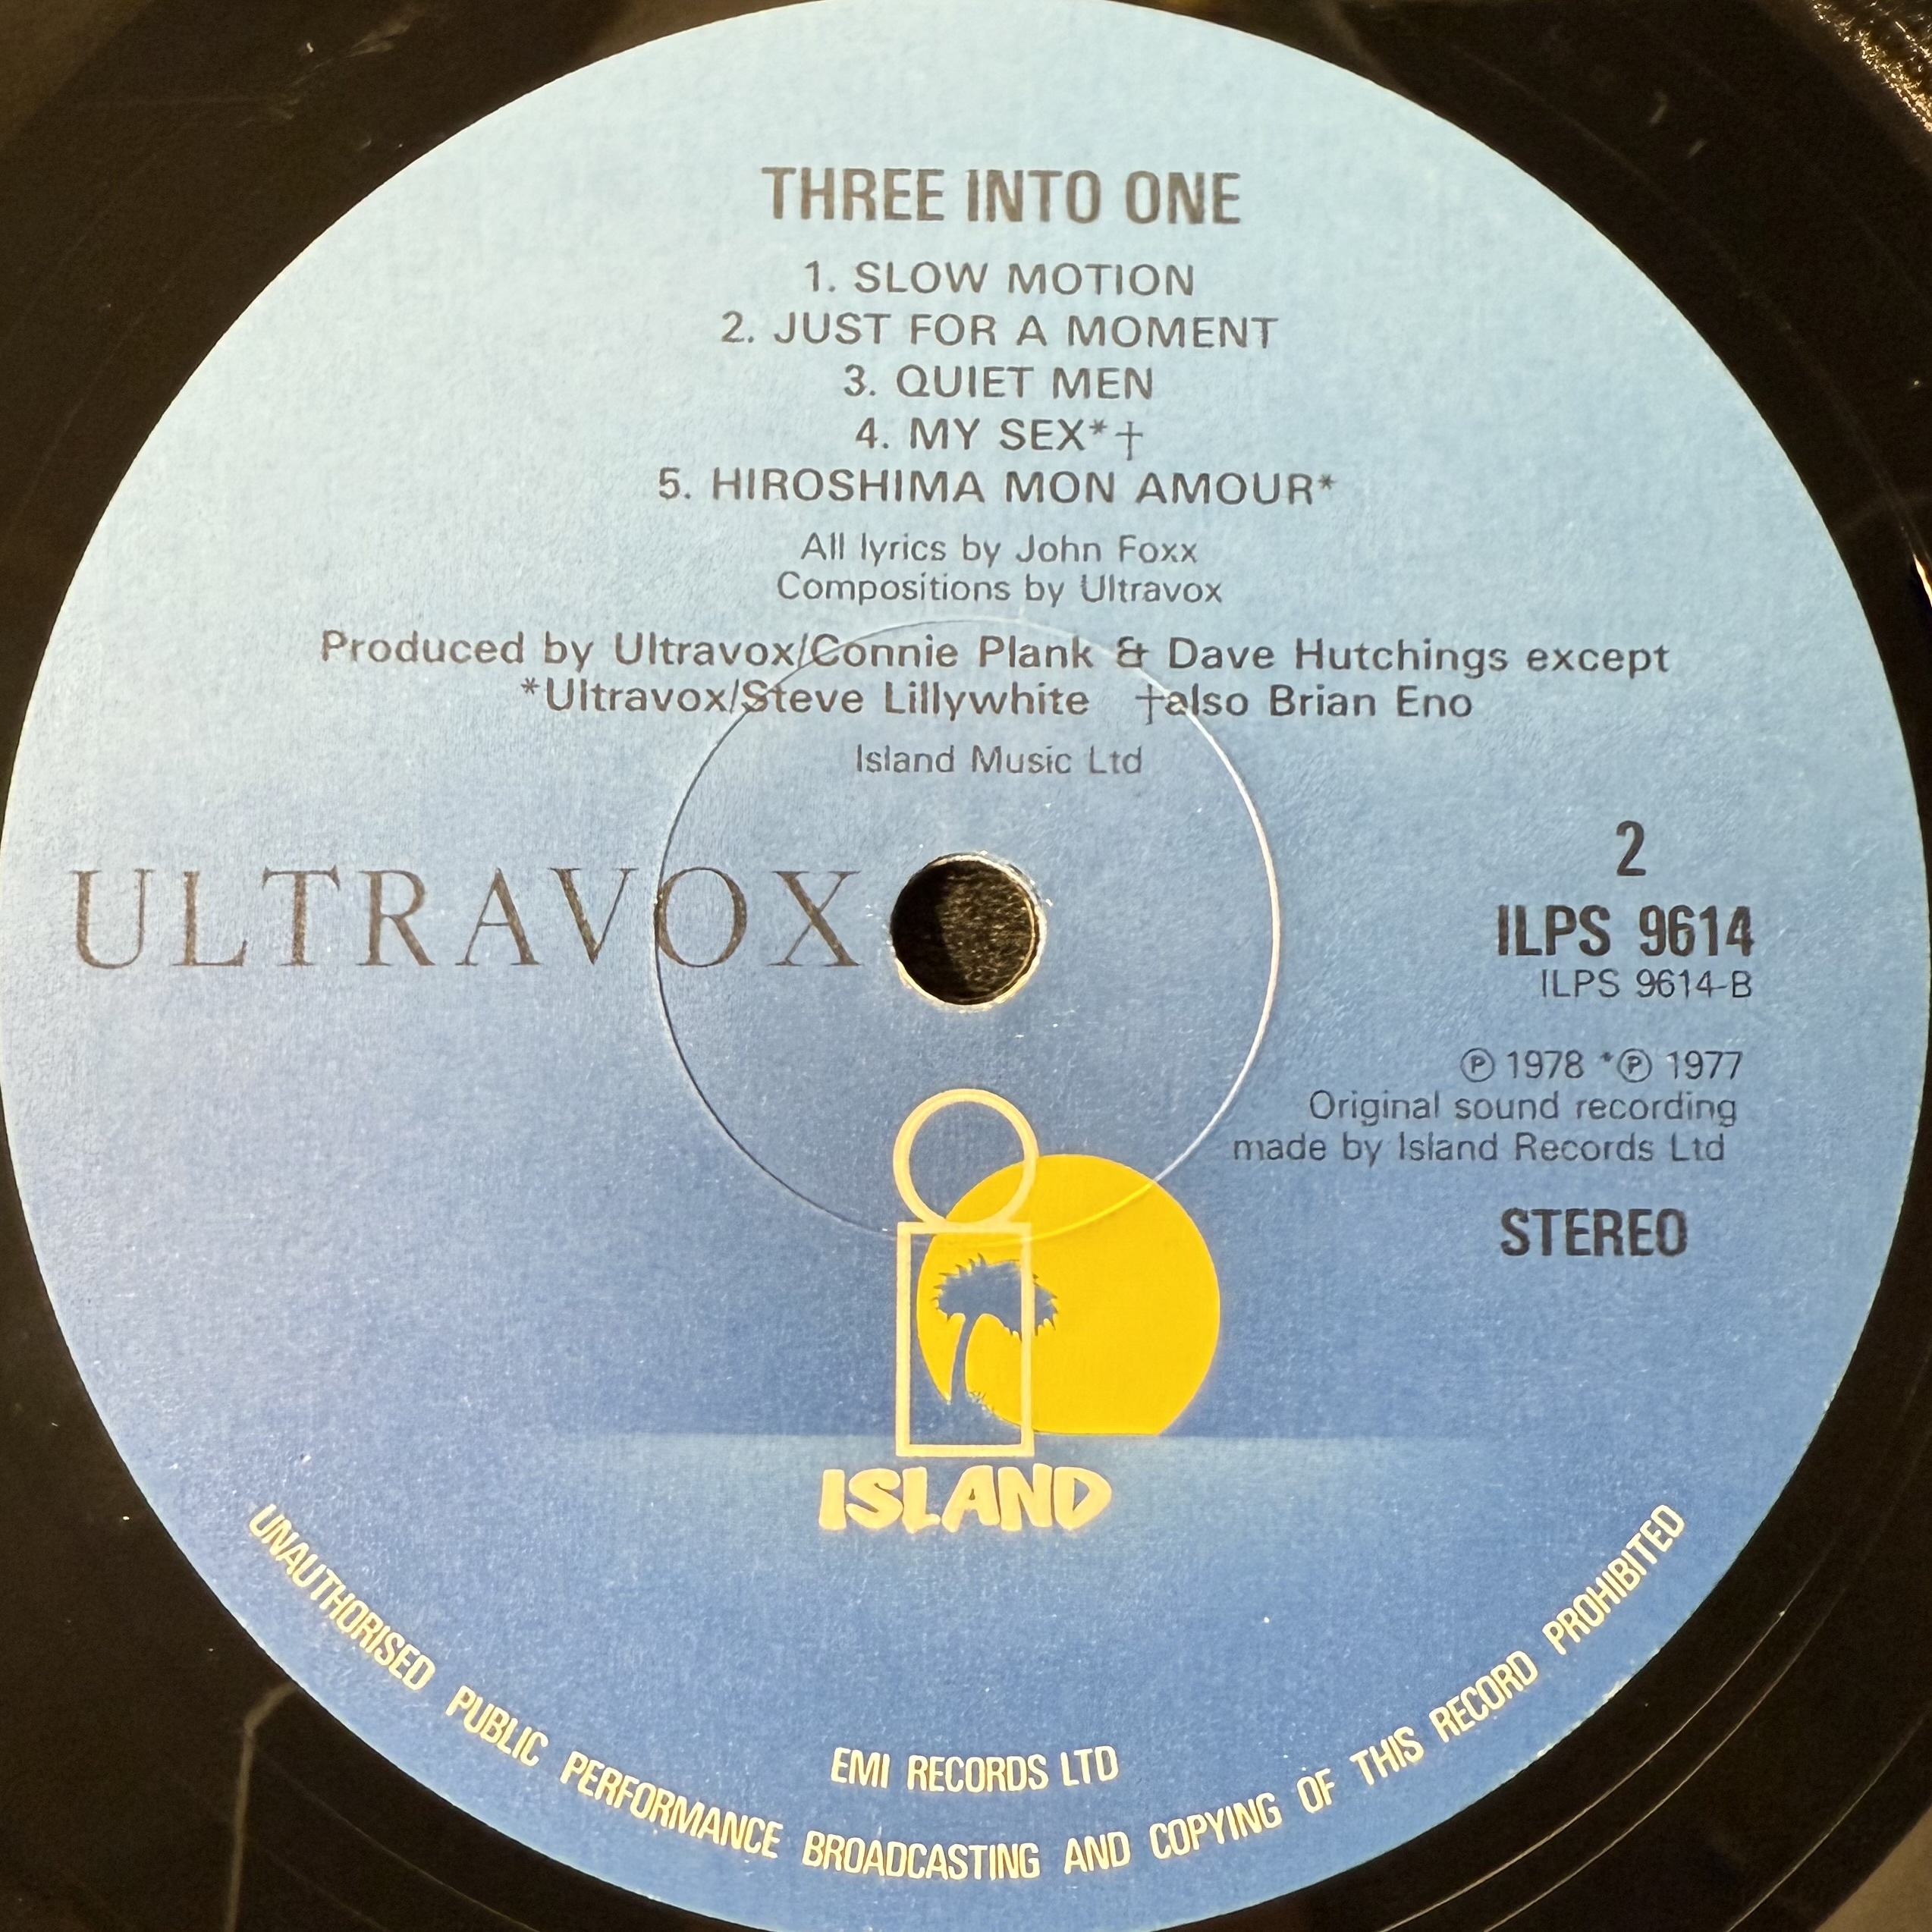 THREE INTO ONE
1. SLOW MOTION
2. JUST FOR A MOMENT
3. QUIET MEN
4. MY SEX*†
5. HIROSHIMA MON AMOUR*
All lyrics by John Foxx
Compositions by Ultravox
Produced by Ultravox/Connie Plank & Dave Hutchings except
*Ultravox/Steve Lillywhite †also Brian Eno
Island Music Ltd
ULTRAVOX
2
ILPS 9614
ILPS 9614-B
℗ 1978 *℗ 1977
Original sound recording
made by Island Records Ltd
STEREO
ISLAND
EMI RECORDS LTD
UNAUTHORISED PUBLIC PERFORMANCE BROADCASTING AND COPYING OF THIS RECORD PROHIBITED